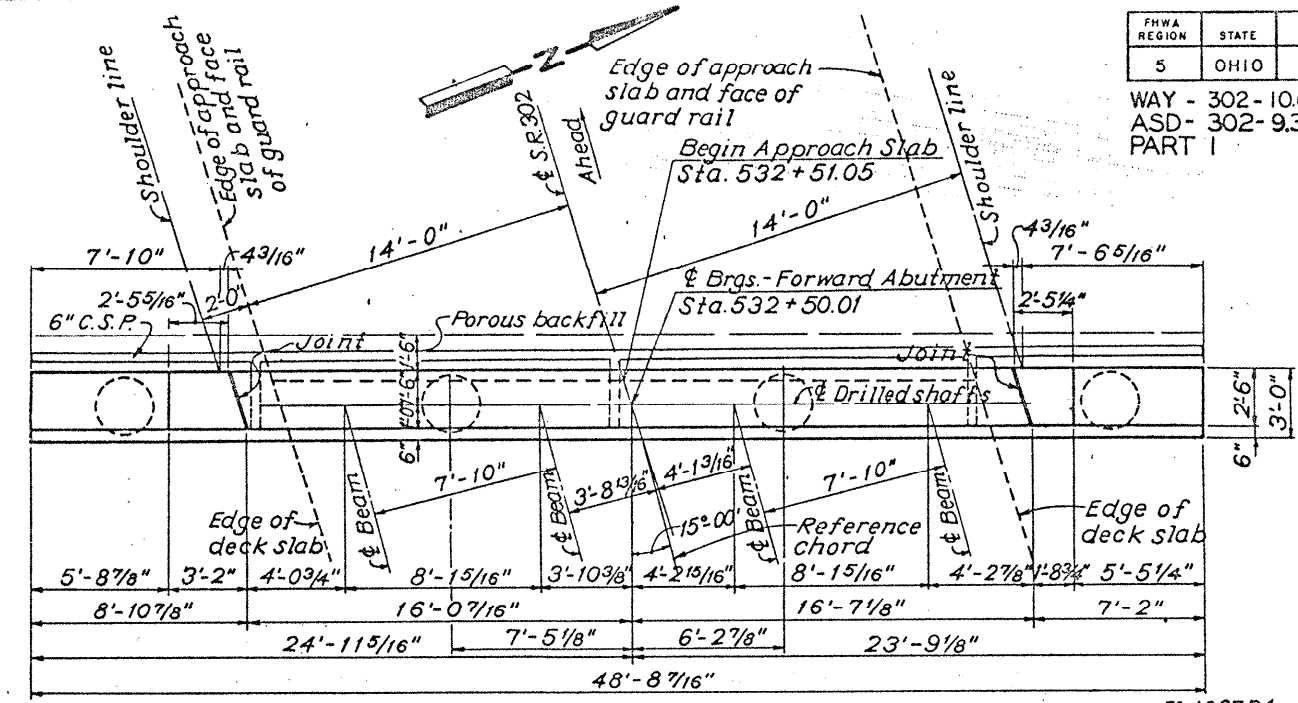 FHWA REGION
STATE
5
OHIO
WAY - 302 - 10.
ASD - 302 - 9.3
PART I
Shoulder line
Edge of approach
slab and face
of guard rail
N
℄ S.R. 302
Ahead
Edge of approach
slab and face of
guard rail
Begin Approach Slab
Sta. 532+51.05
Shoulder line
14'-0"
14'-0"
7'-10"
4 3/16"
4 3/16"
7'-6 5/16"
2'-5 5/16"
2'-0"
℄ Brgs.-Forward Abutment
Sta. 532+50.01
2'-5 1/4"
6" C.S.P.
Porous backfill
Joint
Joint
1'-6"
1'-6"
1'-0"
6"
℄ Drilled shafts
2'-6"
3'-0"
6"
7'-10"
3'-8 13/16"
4'-1 3/16"
7'-10"
15°00'
Edge of
deck slab
℄ Beam
℄ Beam
℄ Beam
Reference
chord
℄ Beam
Edge of
deck slab
5'-8 7/8"
3'-2"
4'-0 3/4"
8'-1 5/16"
3'-10 3/8"
4'-2 15/16"
8'-1 5/16"
4'-2 7/8"
1'-8 3/4"
5'-5 1/4"
8'-10 7/8"
16'-0 7/16"
16'-7 1/8"
7'-2"
24'-11 5/16"
7'-5 1/8"
6'-2 7/8"
23'-9 1/8"
48'-8 7/16"